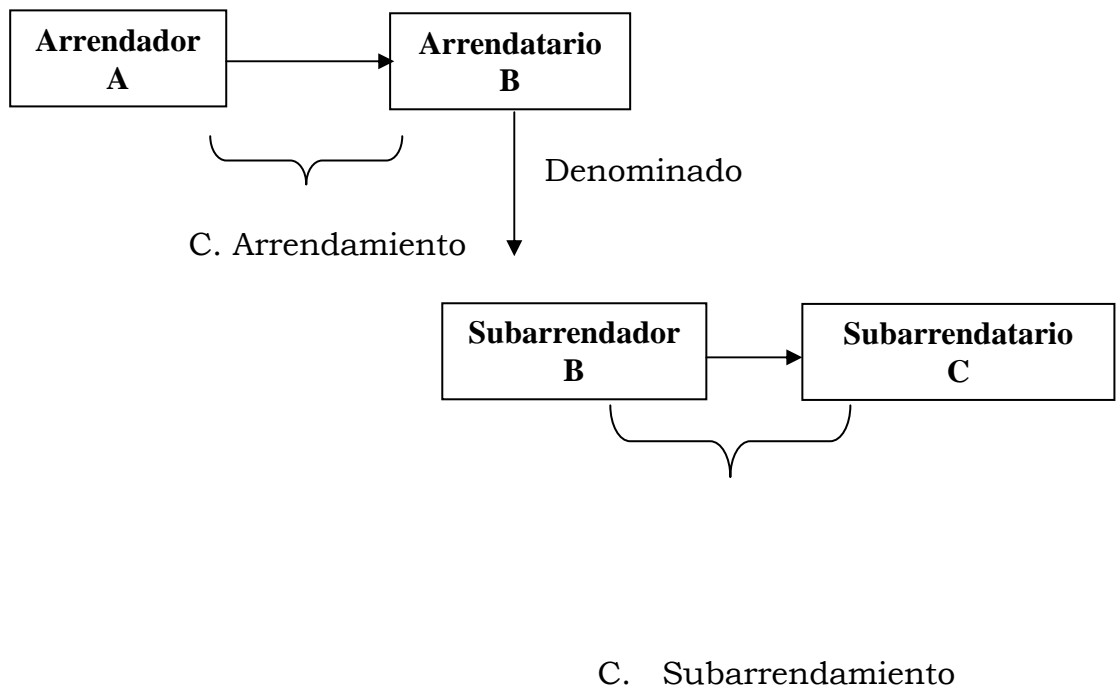 Arrendador
A
Arrendatario
B
Denominado
C. Arrendamiento
Subarrendador
B
Subarrendatario
C
C. Subarrendamiento